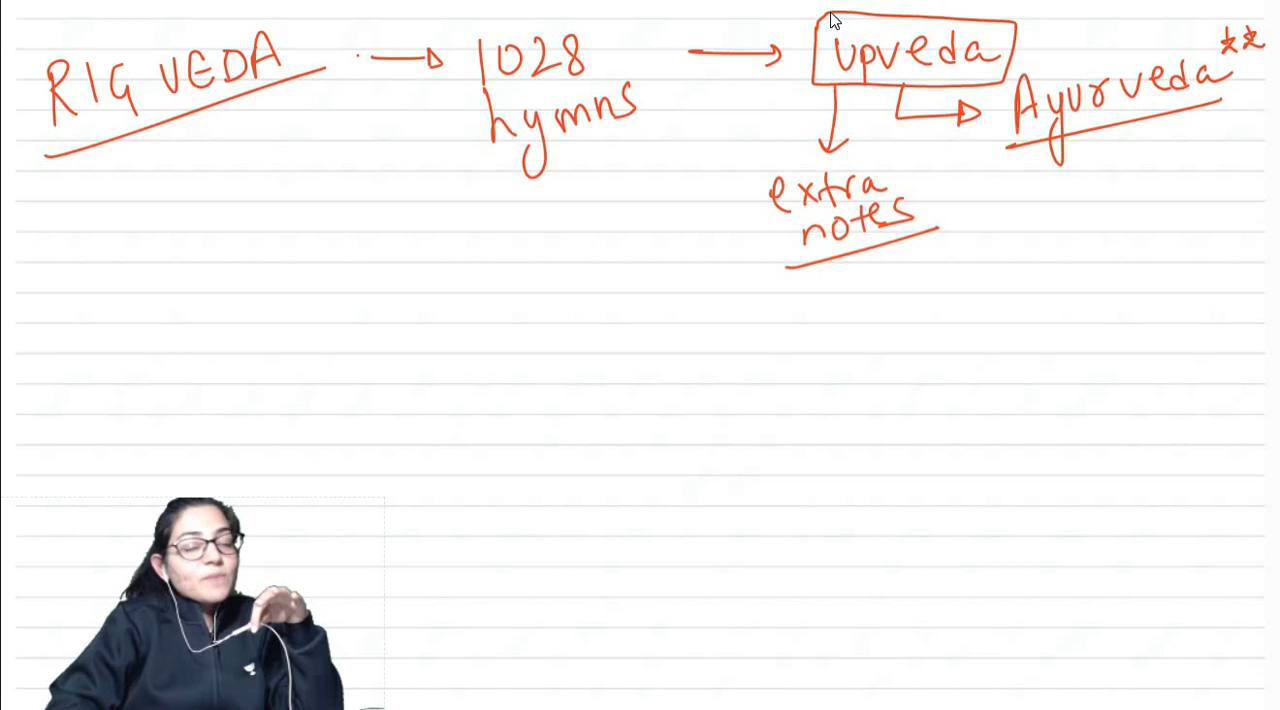 RIG VEDA → 1028 → upveda
hymns
Ayurveda**
extra
notes